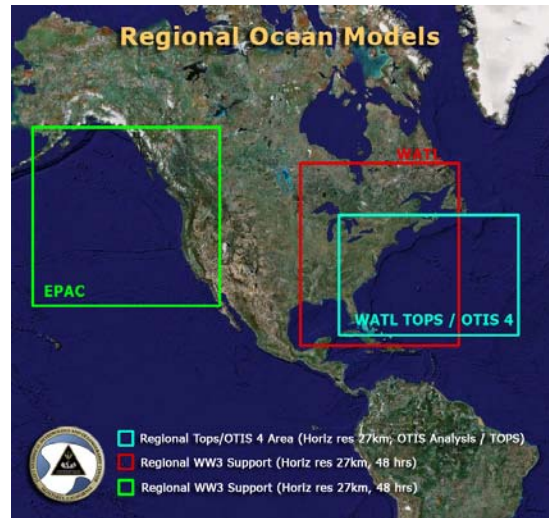 Regional Ocean Models
WATL
EPAC
WATL TOPS / OTIS 4
Regional Tops/OTIS 4 Area (Horiz res 27km, OTIS Analysis / TOPS)
Regional WW3 Support (Horiz res 27km, 48 hrs)
Regional WW3 Support (Horiz res 27km, 48 hrs)